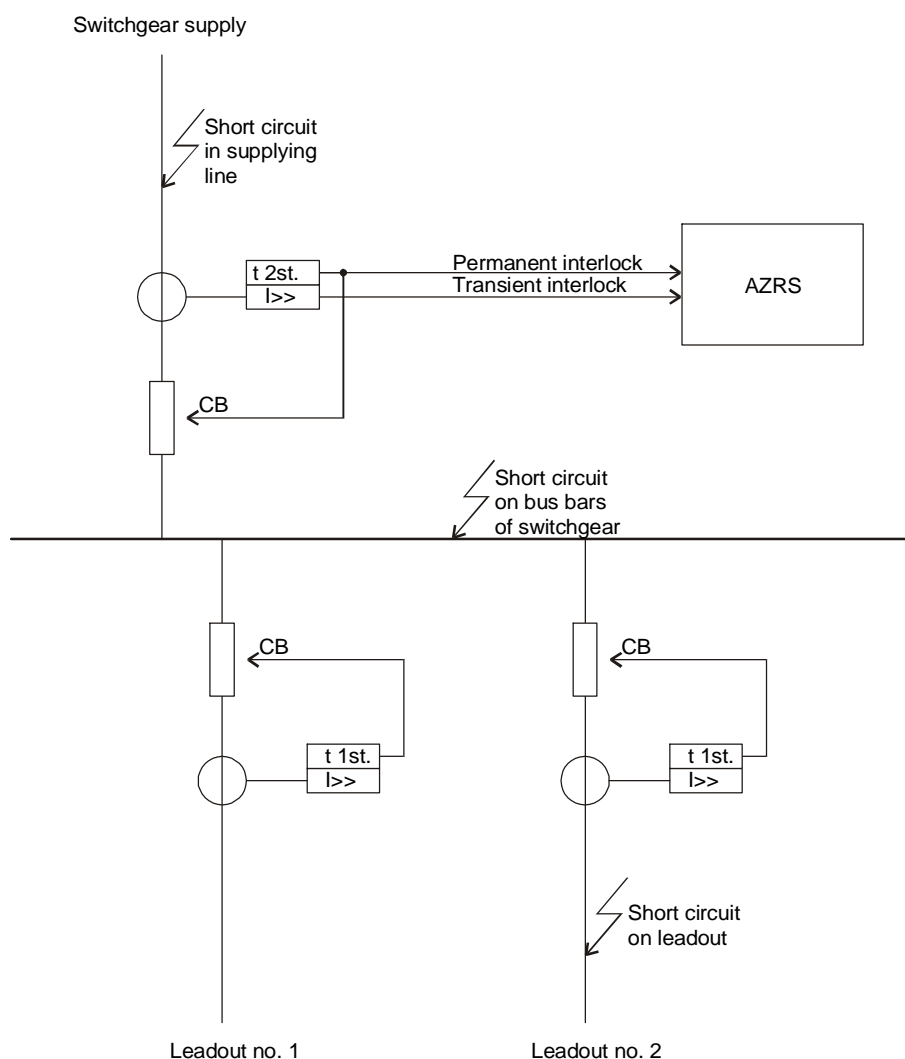 Switchgear supply
Short circuit
in supplying
line
t 2st.
I>>
Permanent interlock
Transient interlock
AZRS
CB
Short circuit
on bus bars
of switchgear
CB
CB
t 1st.
I>>
t 1st.
I>>
Short circuit
on leadout
Leadout no. 1
Leadout no. 2